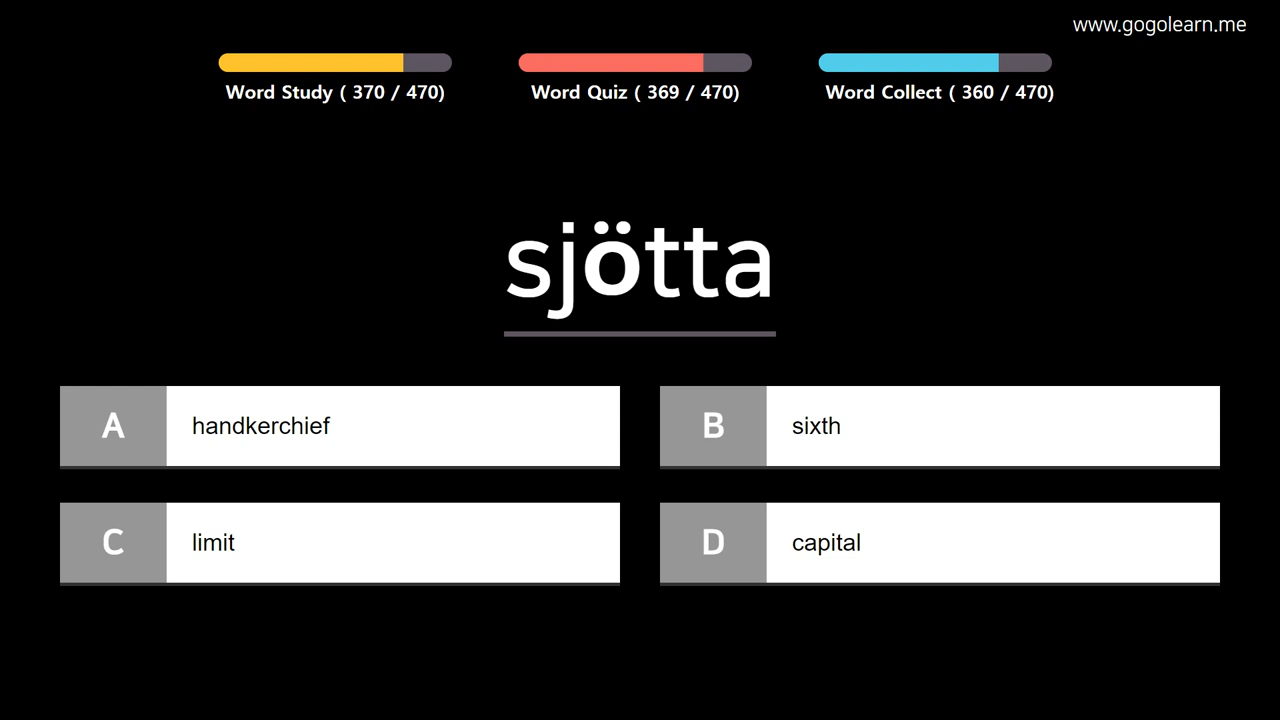 www.gogolearn.me
Word Study ( 370 / 470)
Word Quiz ( 369 / 470)
Word Collect ( 360 / 470)
sjötta
A handkerchief
B sixth
C limit
D capital